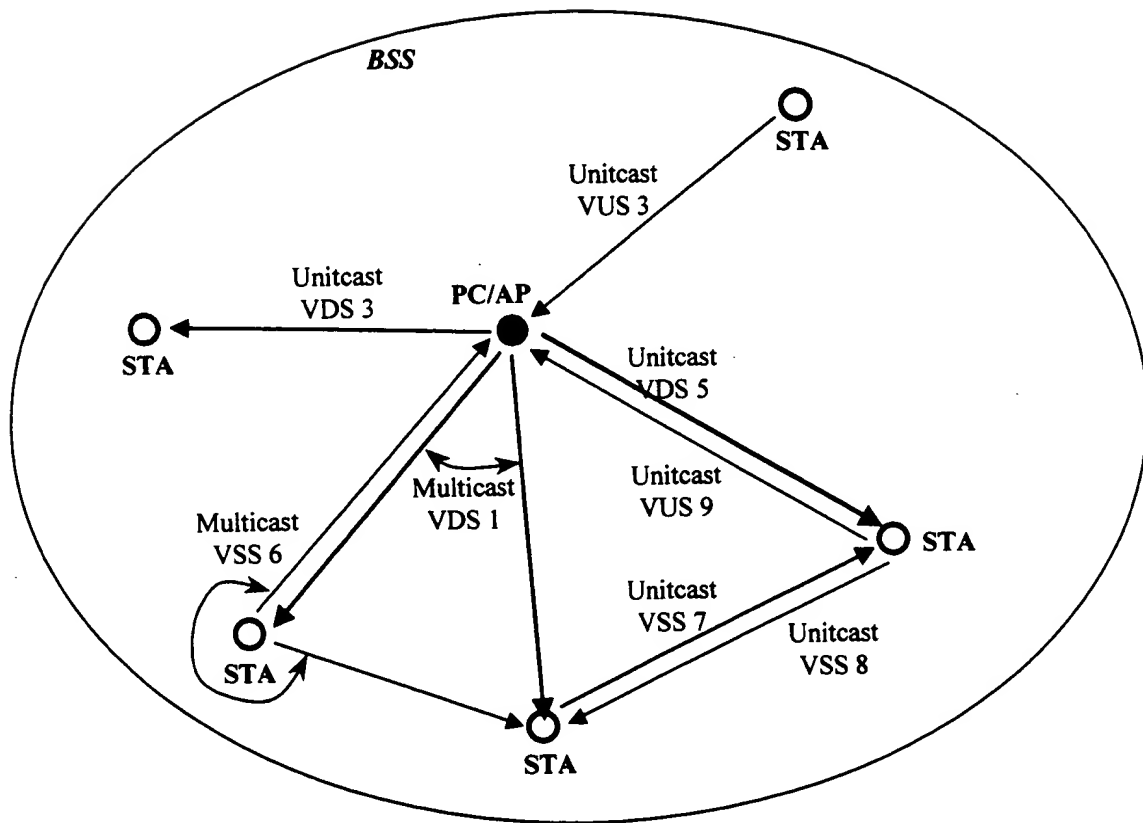 BSS
STA
Unitcast
VUS 3
Unitcast
VDS 3
PC/AP
STA
Unitcast
VDS 5
Multicast
VDS 1
Unitcast
VUS 9
Multicast
VSS 6
STA
Unitcast
VSS 7
Unitcast
VSS 8
STA
STA